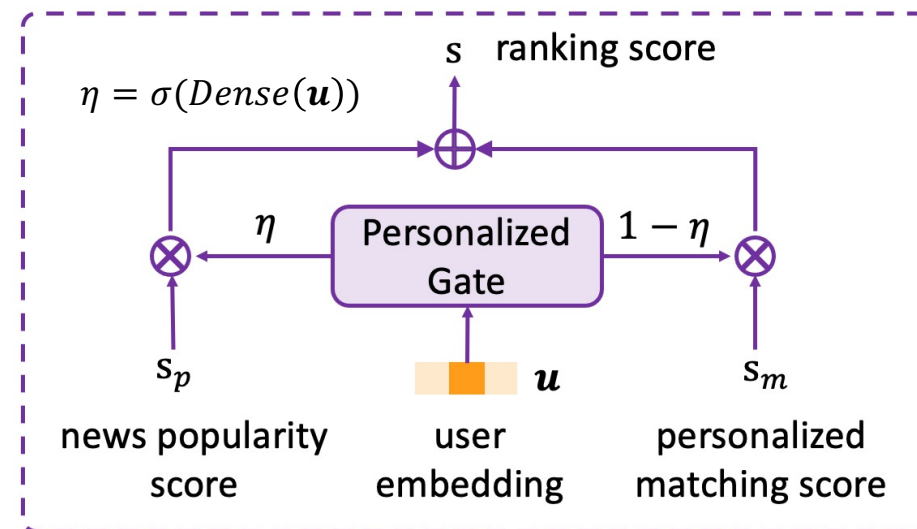 s ranking score
η = σ(Dense(u))
η
Personalized
Gate
1 − η
s_p
u
s_m
news popularity
score
user
embedding
personalized
matching score